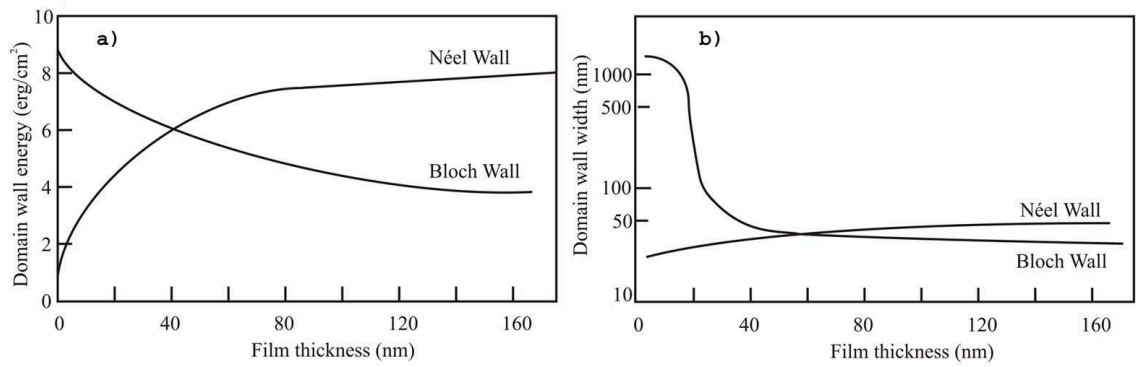 a)
10
8
6
4
2
0
Domain wall energy (erg/cm²)
Néel Wall
Bloch Wall
0 40 80 120 160
Film thickness (nm)
b)
1000
500
100
50
10
Domain wall width (nm)
Néel Wall
Bloch Wall
0 40 80 120 160
Film thickness (nm)